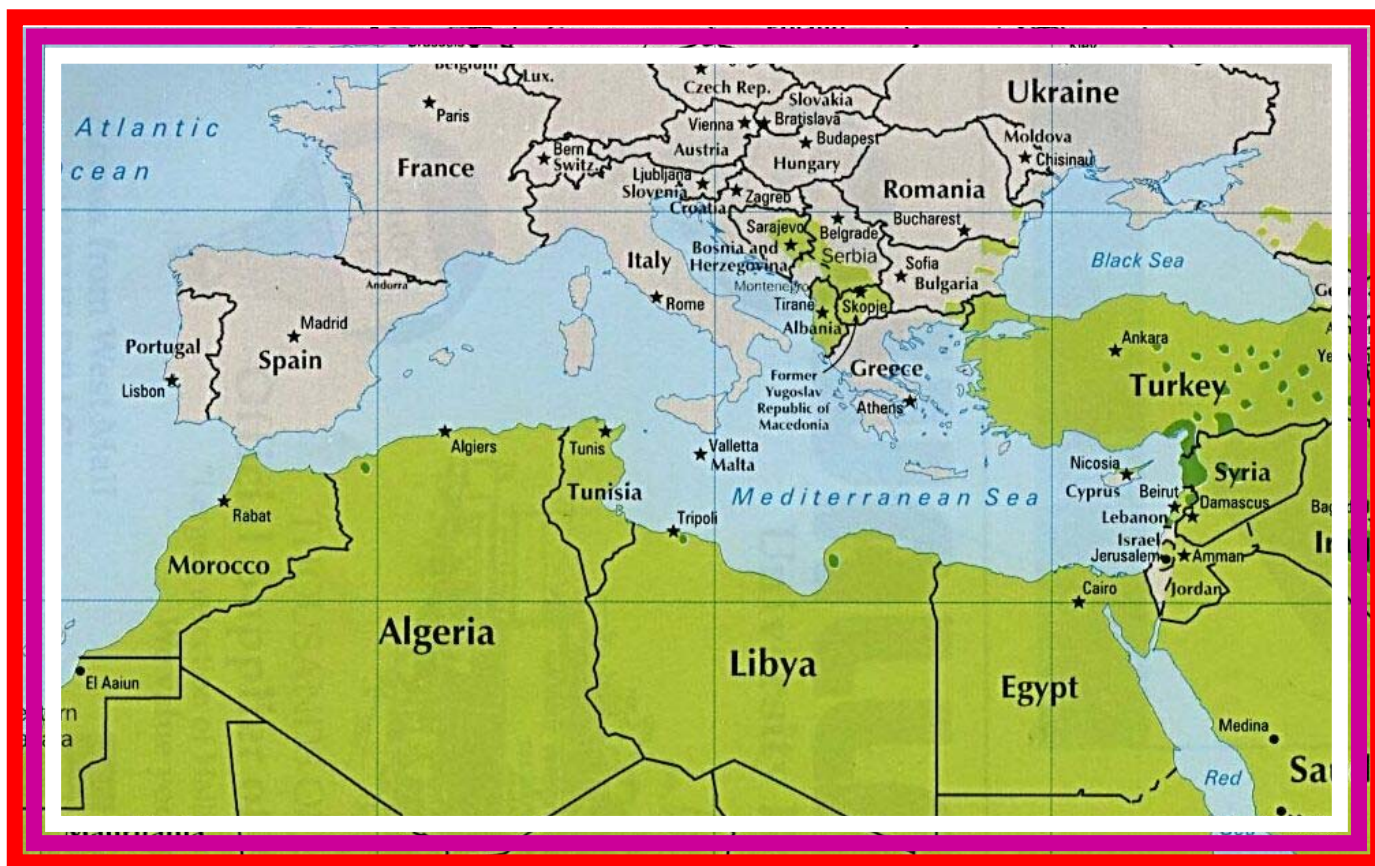 Belgium
Lux.
Czech Rep.
Slovakia
Ukraine
Atlantic
Paris
Vienna
Bratislava
Budapest
Moldova
Chisinau
Austria
Hungary
France
Bern
Switz.
Ljubljana
Slovenia
Zagreb
Croatia
Romania
Bucharest
Sarajevo
Belgrade
Bosnia and
Herzegovina
Serbia
Sofia
Bulgaria
Black Sea
Italy
Andorra
Montenegro
Rome
Tirane
Skopje
Albania
Madrid
Portugal
Spain
Lisbon
Former
Yugoslav
Republic of
Macedonia
Greece
Athens
Ankara
Turkey
Algiers
Tunis
Valletta
Malta
Nicosia
Cyprus
Syria
Beirut
Damascus
Lebanon
Tunisia
Mediterranean Sea
Rabat
Tripoli
Israel
Jerusalem
Amman
Morocco
Cairo
Jordan
Algeria
Libya
Egypt
El Aaiun
Medina
Red